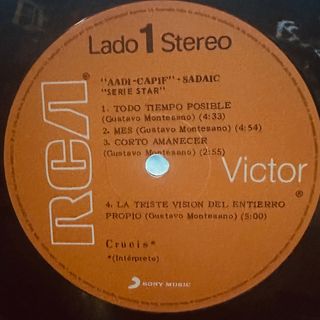 Lado 1 Stereo
"AADI-CAPIF"-SADAIC
"SERIE STAR"
1. TODO TIEMPO POSIBLE
(Gustavo Montesano) (4:33)
2. MES (Gustavo Montesano) (4:54)
3. CORTO AMANECER
(Gustavo Montesano) (2:55)
RCA
Victor
®
4. LA TRISTE VISION DEL ENTIERRO
PROPIO (Gustavo Montesano) (5:00)
Crucis*
*(Intérprete)
SONY MUSIC